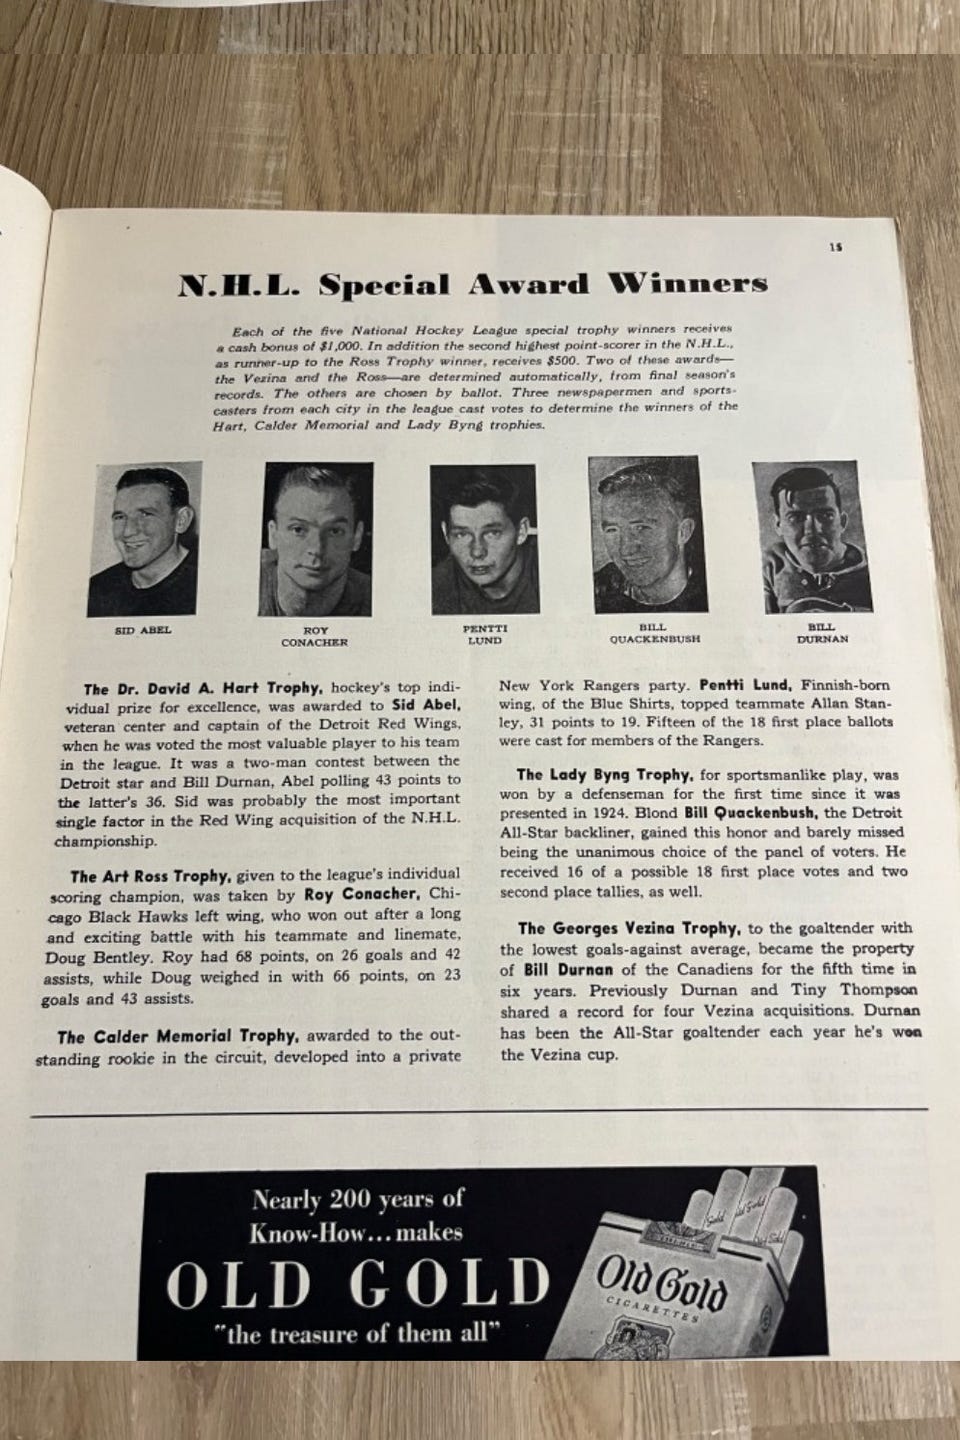 15
N.H.L. Special Award Winners
Each of the five National Hockey League special trophy winners receives
a cash bonus of $1,000. In addition the second highest point-scorer in the N.H.L.,
as runner-up to the Ross Trophy winner, receives $500. Two of these awards—
the Vezina and the Ross—are determined automatically, from final season's
records. The others are chosen by ballot. Three newspapermen and sports-
casters from each city in the league cast votes to determine the winners of the
Hart, Calder Memorial and Lady Byng trophies.
SID ABEL
ROY
CONACHER
PENTTI
LUND
BILL
QUACKENBUSH
BILL
DURNAN
The Dr. David A. Hart Trophy, hockey's top indi-
vidual prize for excellence, was awarded to Sid Abel,
veteran center and captain of the Detroit Red Wings,
when he was voted the most valuable player to his team
in the league. It was a two-man contest between the
Detroit star and Bill Durnan, Abel polling 43 points to
the latter's 36. Sid was probably the most important
single factor in the Red Wing acquisition of the N.H.L.
championship.
The Art Ross Trophy, given to the league's individual
scoring champion, was taken by Roy Conacher, Chi-
cago Black Hawks left wing, who won out after a long
and exciting battle with his teammate and linemate,
Doug Bentley. Roy had 68 points, on 26 goals and 42
assists, while Doug weighed in with 66 points, on 23
goals and 43 assists.
The Calder Memorial Trophy, awarded to the out-
standing rookie in the circuit, developed into a private
New York Rangers party. Pentti Lund, Finnish-born
wing, of the Blue Shirts, topped teammate Allan Stan-
ley, 31 points to 19. Fifteen of the 18 first place ballots
were cast for members of the Rangers.
The Lady Byng Trophy, for sportsmanlike play, was
won by a defenseman for the first time since it was
presented in 1924. Blond Bill Quackenbush, the Detroit
All-Star backliner, gained this honor and barely missed
being the unanimous choice of the panel of voters. He
received 16 of a possible 18 first place votes and two
second place tallies, as well.
The Georges Vezina Trophy, to the goaltender with
the lowest goals-against average, became the property
of Bill Durnan of the Canadiens for the fifth time in
six years. Previously Durnan and Tiny Thompson
shared a record for four Vezina acquisitions. Durnan
has been the All-Star goaltender each year he's won
the Vezina cup.
Nearly 200 years of
Know-How...makes
OLD GOLD
"the treasure of them all"
Old Gold
CIGARETTES